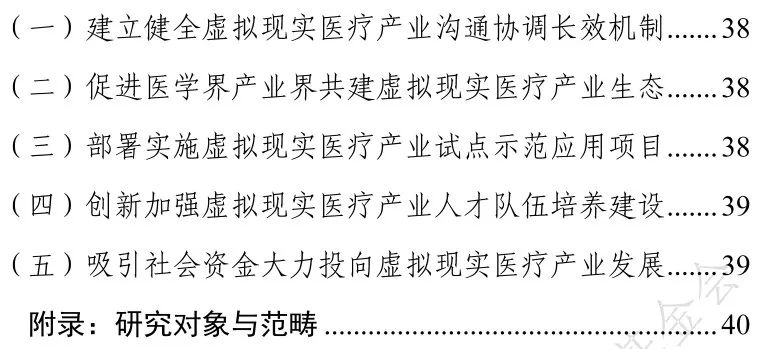 （一）建立健全虚拟现实医疗产业沟通协调长效机制.......38
（二）促进医学界产业界共建虚拟现实医疗产业生态.......38
（三）部署实施虚拟现实医疗产业试点示范应用项目.......38
（四）创新加强虚拟现实医疗产业人才队伍培养建设.......39
（五）吸引社会资金大力投向虚拟现实医疗产业发展.......39
附录：研究对象与范畴......................................................40
金会